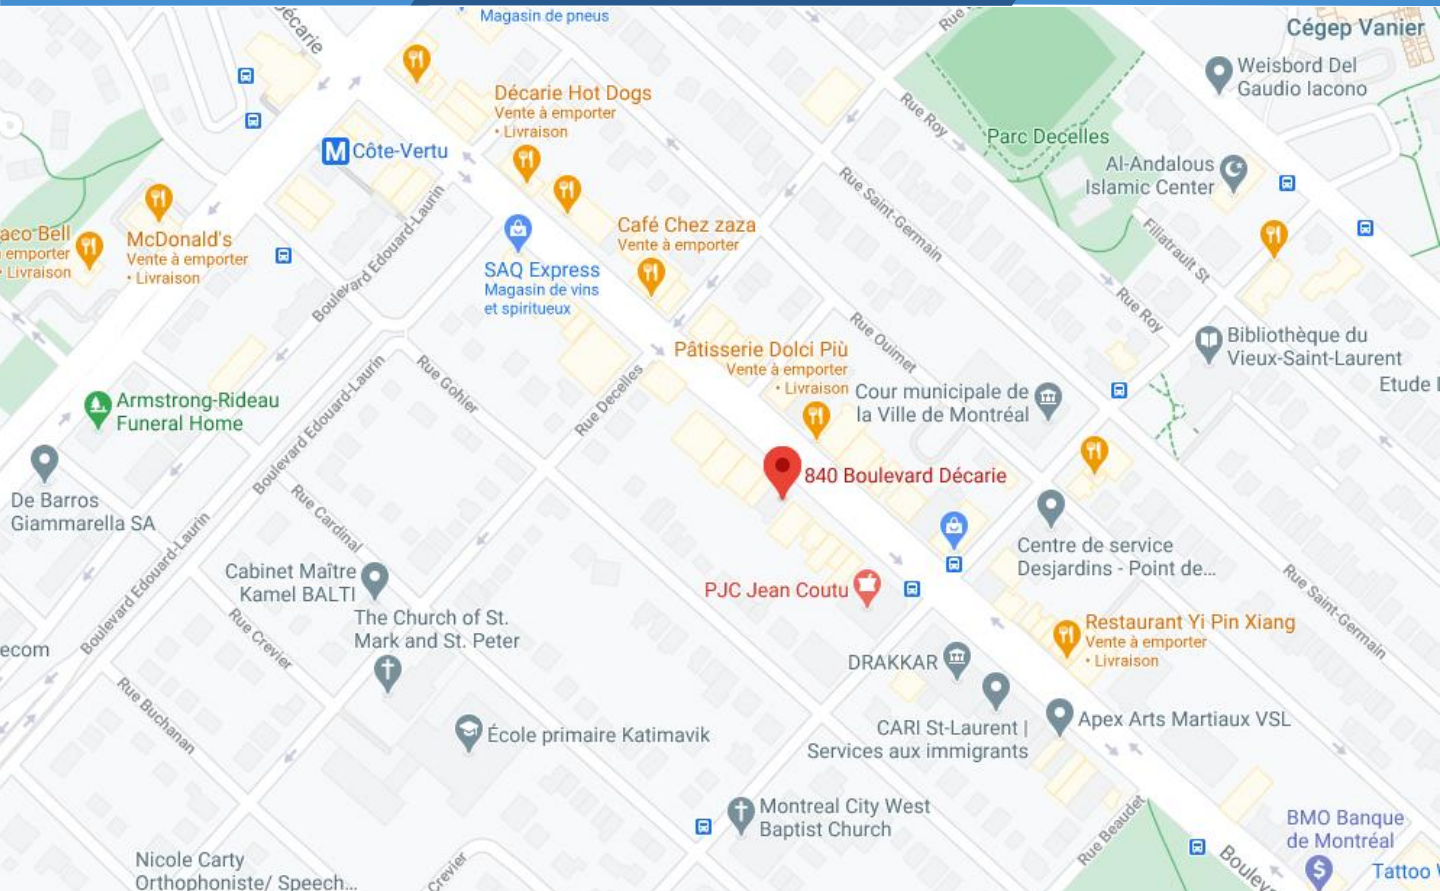 Magasin de pneus
Décarie
Cégep Vanier
Weisbord Del
Gaudio Iacono
Décarie Hot Dogs
Vente à emporter
• Livraison
Rue Roy
Parc Decelles
M Côte-Vertu
Al-Andalous
Islamic Center
Rue Saint-Germain
Boulevard Edouard-Laurin
aco Bell
emporter
• Livraison
McDonald's
Vente à emporter
• Livraison
Café Chez zaza
Vente à emporter
Filiatrault St
SAQ Express
Magasin de vins
et spiritueux
Rue Roy
Rue Ouimet
Bibliothèque du
Vieux-Saint-Laurent
Pâtisserie Dolci Più
Vente à emporter
• Livraison
Cour municipale de
la Ville de Montréal
Etude
Rue Gohier
Rue Decelles
Armstrong-Rideau
Funeral Home
Boulevard Edouard-Laurin
840 Boulevard Décarie
De Barros
Giammarella SA
Rue Cardinal
Centre de service
Desjardins - Point de...
Boulevard Edouard-Laurin
Cabinet Maître
Kamel BALTI
PJC Jean Coutu
Rue Saint-Germain
The Church of St.
Mark and St. Peter
Restaurant Yi Pin Xiang
Vente à emporter
• Livraison
Rue Crevier
ecom
DRAKKAR
Rue Buchanan
École primaire Katimavik
CARI St-Laurent |
Services aux immigrants
Apex Arts Martiaux VSL
Montreal City West
Baptist Church
Rue Beaudet
BMO Banque
de Montréal
Nicole Carty
Orthophoniste/ Speech...
Crevier
Boulev
Tattoo